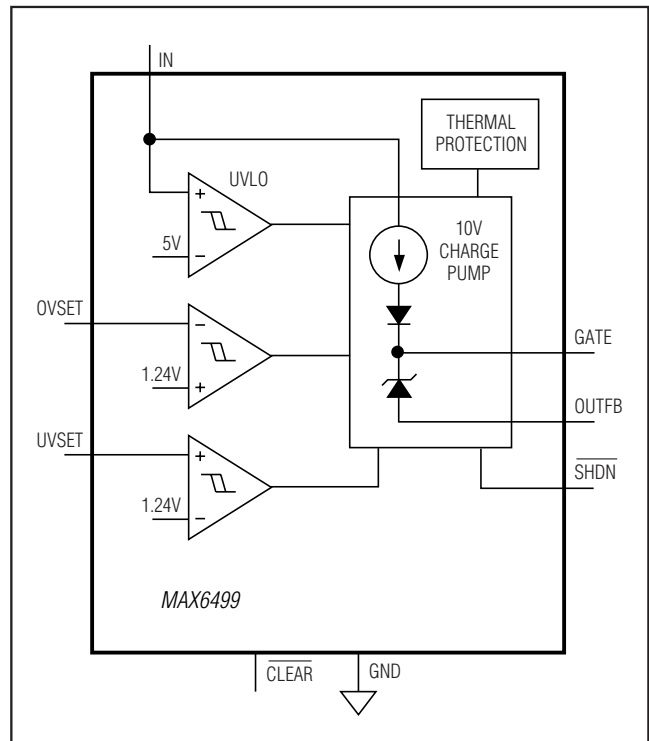 IN
THERMAL
PROTECTION
UVLO
+
5V
−
10V
CHARGE
PUMP
OVSET
−
1.24V
+
GATE
OUTFB
UVSET
+
1.24V
−
SHDN
MAX6499
CLEAR
GND